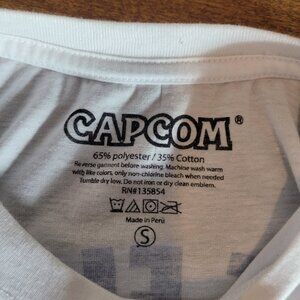 CAPCOM®
65% polyester / 35% Cotton
Reverse garment before washing. Machine wash warm
with like colors, only non-chlorine bleach when needed
Tumble dry low. Do not iron or dry clean emblem.
RN#135854
Made in Peru
S